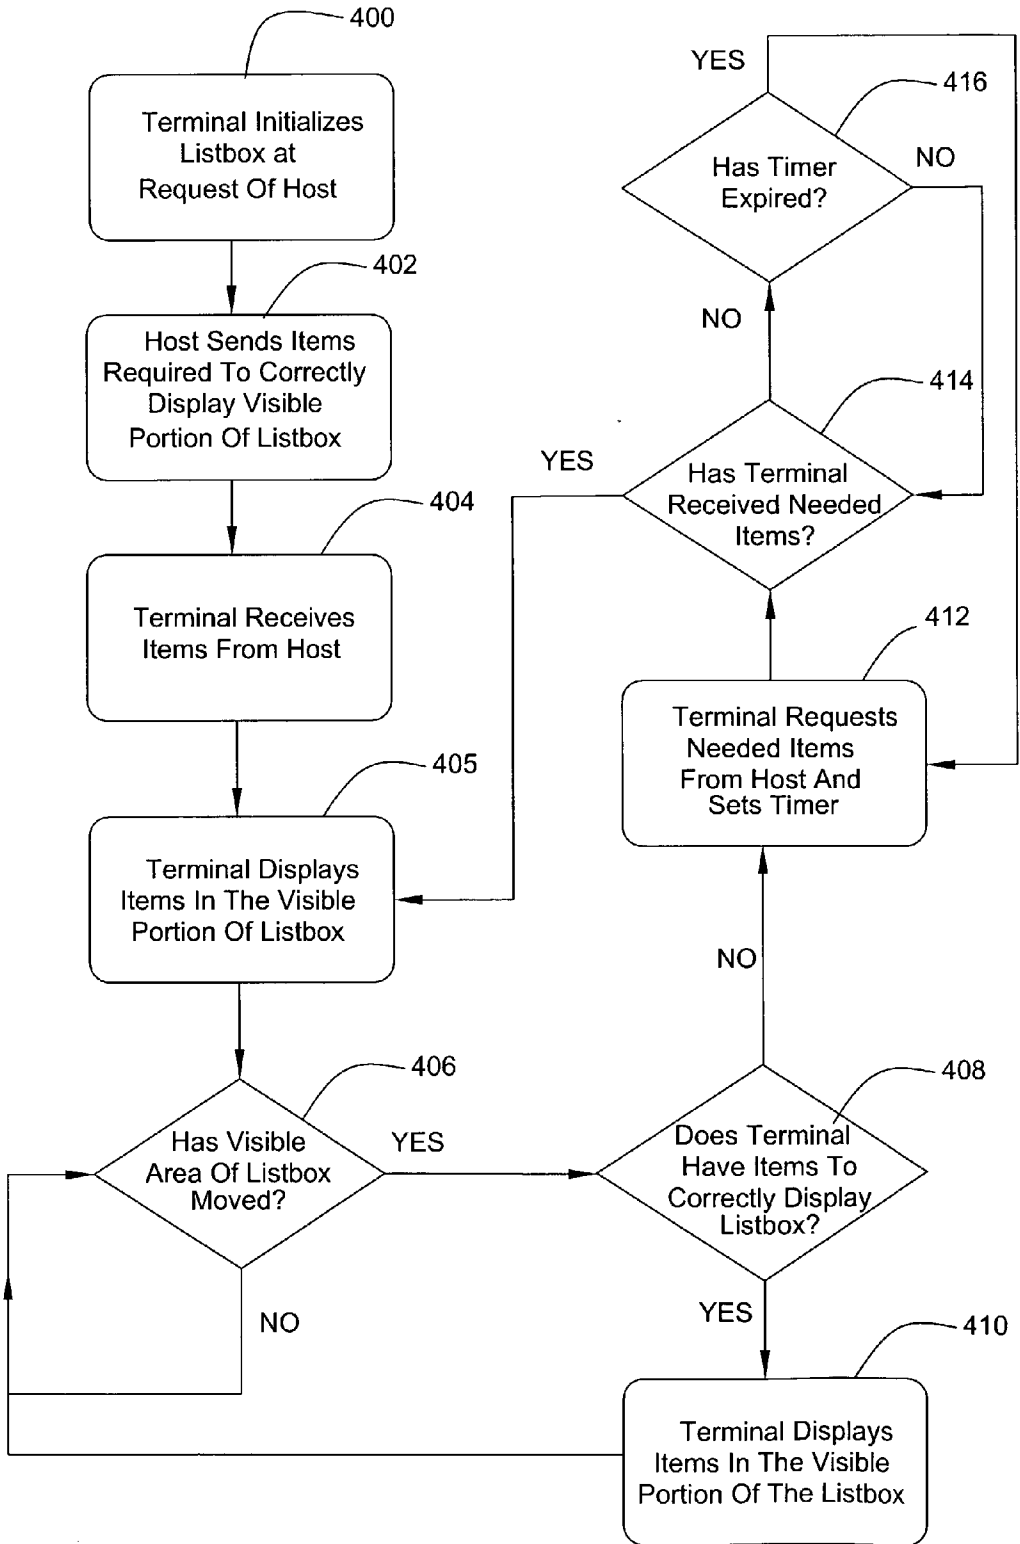 400
Terminal Initializes
Listbox at
Request Of Host
402
Host Sends Items
Required To Correctly
Display Visible
Portion Of Listbox
404
Terminal Receives
Items From Host
405
Terminal Displays
Items In The Visible
Portion Of Listbox
406
Has Visible
Area Of Listbox
Moved?
YES
NO
408
Does Terminal
Have Items To
Correctly Display
Listbox?
YES
NO
410
Terminal Displays
Items In The Visible
Portion Of The Listbox
412
Terminal Requests
Needed Items
From Host And
Sets Timer
414
Has Terminal
Received Needed
Items?
YES
NO
416
Has Timer
Expired?
YES
NO